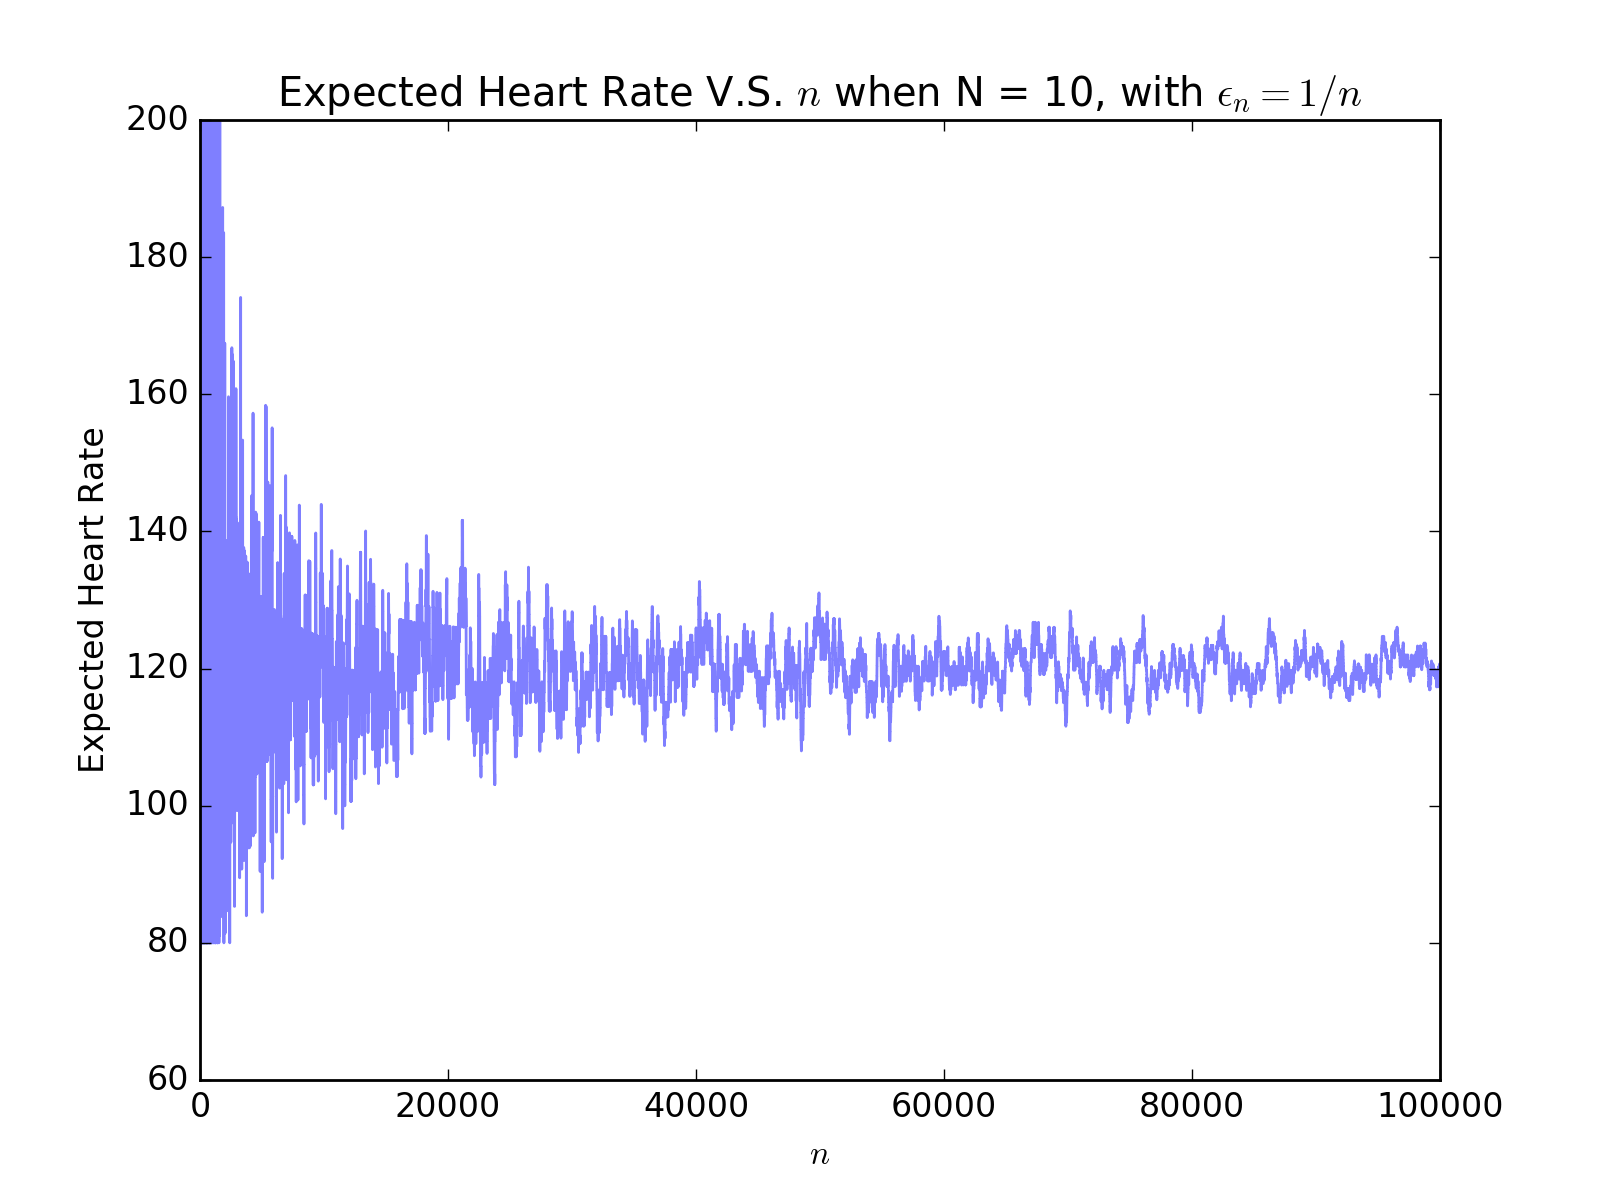 Expected Heart Rate V.S. n when N = 10, with ϵₙ = 1/n
200
180
160
140
120
100
80
60
Expected Heart Rate
0 20000 40000 60000 80000 100000
n